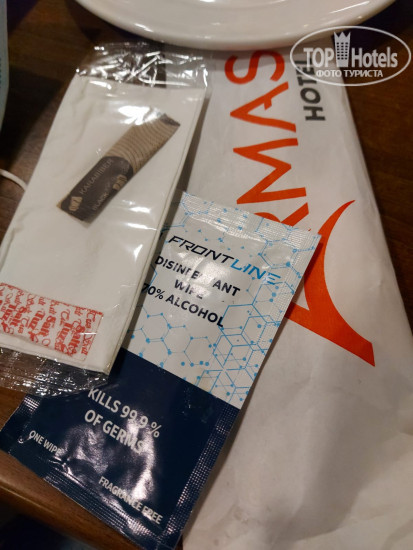 TOP Hotels
ФОТО ТУРИСТА
RMAS
HOTEL
FRONTLINE
DISINFECTANT
WIPE
70% ALCOHOL
KILLS 99.9%
OF GERMS
ONE WIPE
FRAGRANCE FREE